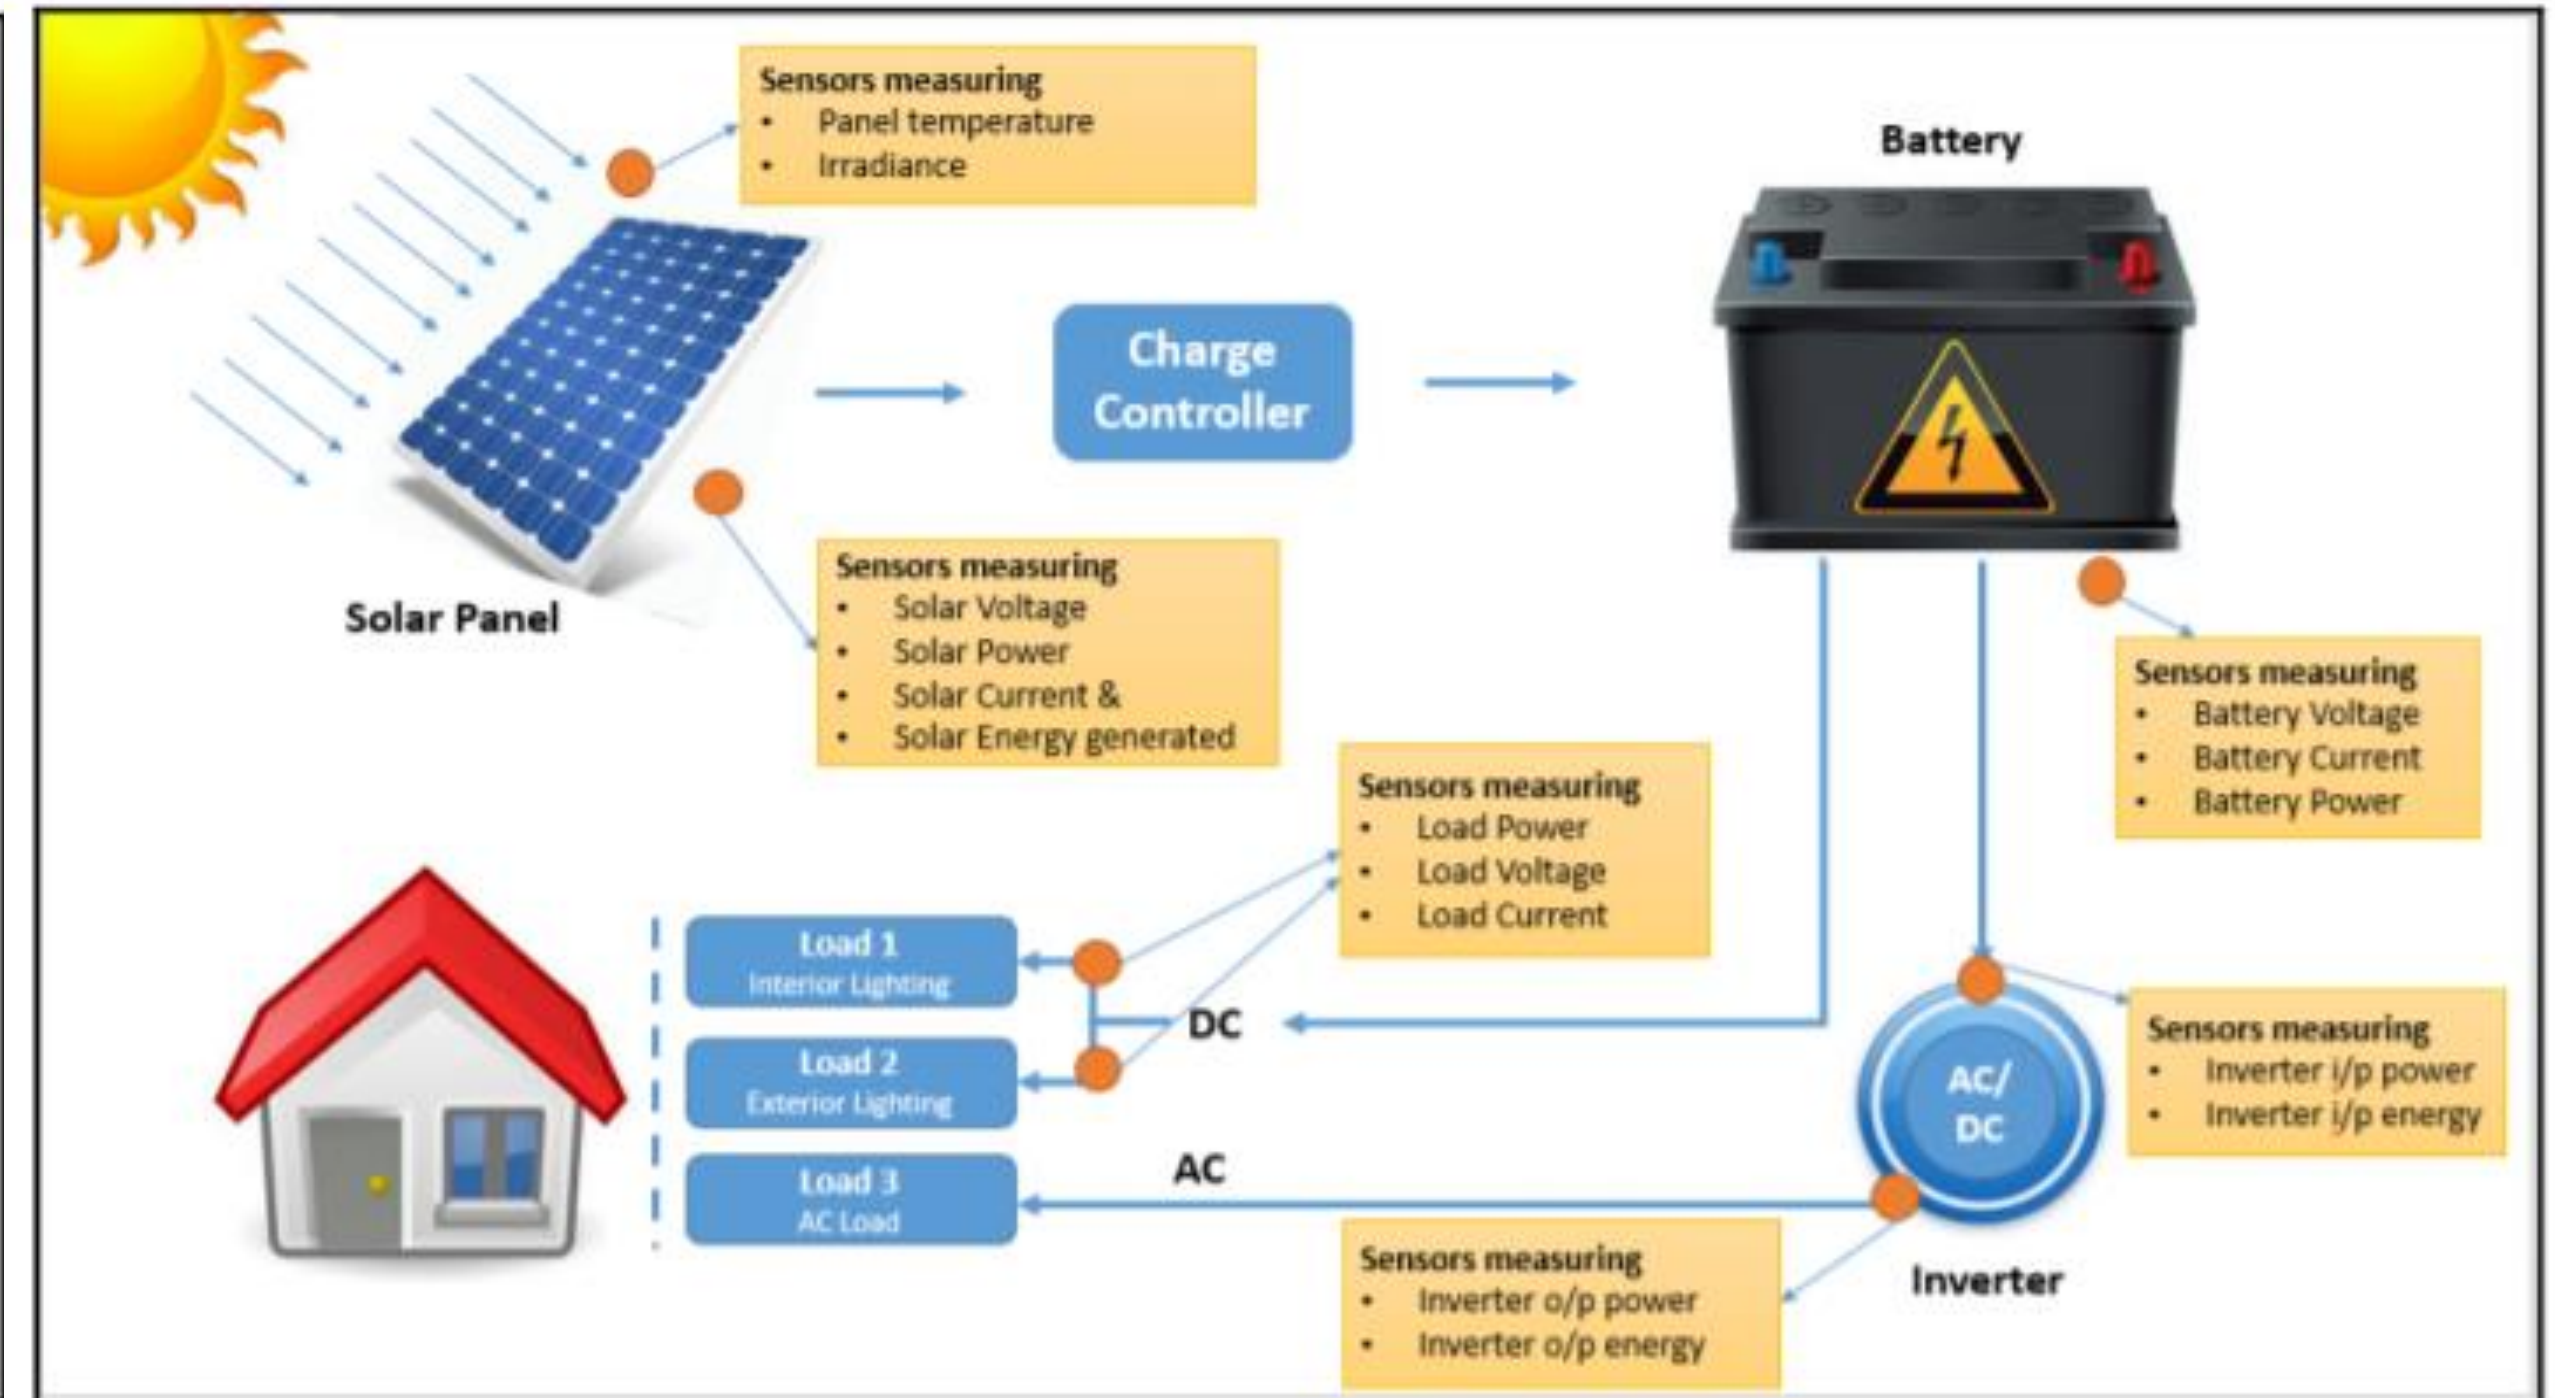 Sensors measuring
• Panel temperature
• Irradiance
Battery
Charge
Controller
Solar Panel
Sensors measuring
• Solar Voltage
• Solar Power
• Solar Current &
• Solar Energy generated
Sensors measuring
• Battery Voltage
• Battery Current
• Battery Power
Sensors measuring
• Load Power
• Load Voltage
• Load Current
Load 1
Interior Lighting
DC
Load 2
Exterior Lighting
AC
Load 3
AC Load
AC/
DC
Sensors measuring
• Inverter i/p power
• Inverter i/p energy
Inverter
Sensors measuring
• Inverter o/p power
• Inverter o/p energy